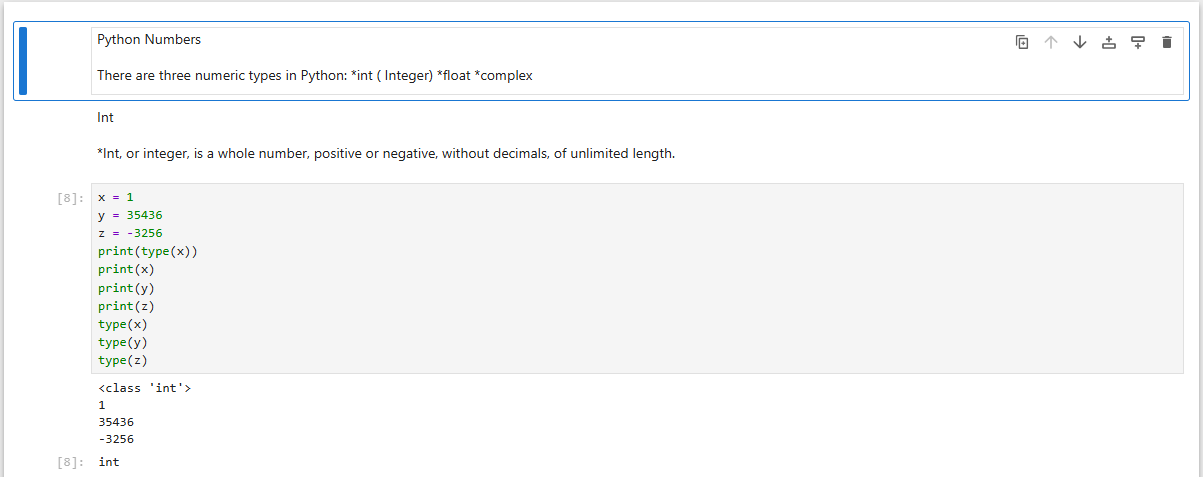 Python Numbers
There are three numeric types in Python: *int ( Integer) *float *complex
Int
*Int, or integer, is a whole number, positive or negative, without decimals, of unlimited length.
[8]:
x = 1
y = 35436
z = -3256
print(type(x))
print(x)
print(y)
print(z)
type(x)
type(y)
type(z)
<class 'int'>
1
35436
-3256
[8]: int